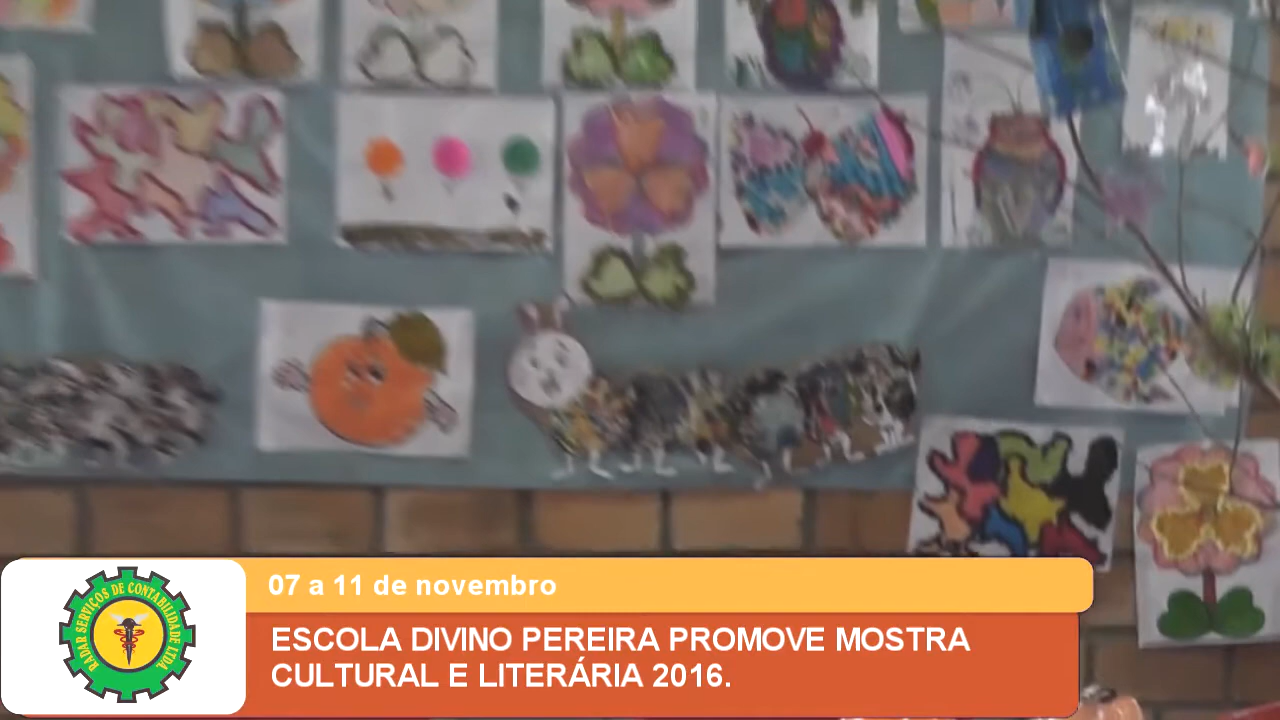 07 a 11 de novembro
ESCOLA DIVINO PEREIRA PROMOVE MOSTRA
CULTURAL E LITERÁRIA 2016.
RADAR SERVIÇOS DE CONTABILIDADE LTDA.